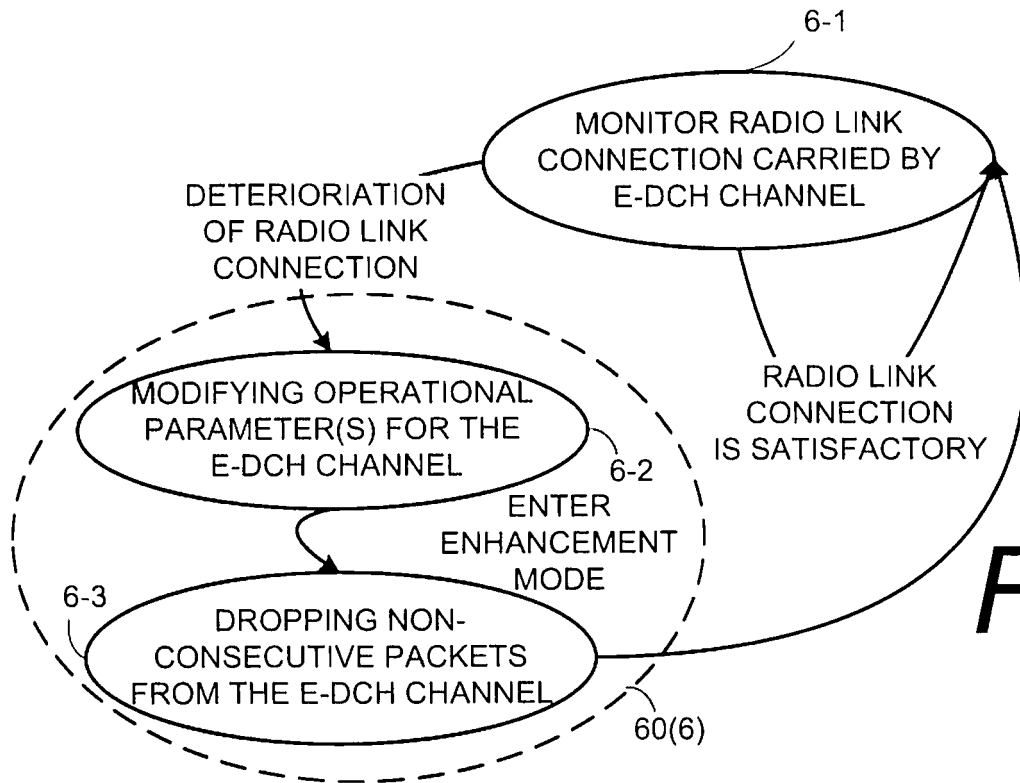 6-1
MONITOR RADIO LINK
CONNECTION CARRIED BY
E-DCH CHANNEL
DETERIORIATION
OF RADIO LINK
CONNECTION
MODIFYING OPERATIONAL
PARAMETER(S) FOR THE
E-DCH CHANNEL
6-2
RADIO LINK
CONNECTION
IS SATISFACTORY
ENTER
ENHANCEMENT
MODE
6-3
DROPPING NON-
CONSECUTIVE PACKETS
FROM THE E-DCH CHANNEL
60(6)